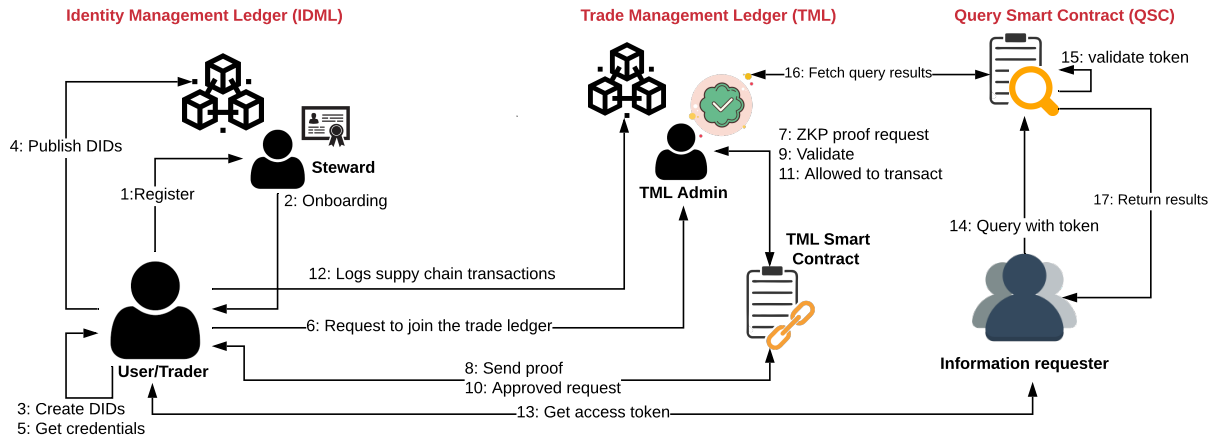 Identity Management Ledger (IDML)
Trade Management Ledger (TML)
Query Smart Contract (QSC)
15: validate token
16: Fetch query results
4: Publish DIDs
Steward
1:Register
2: Onboarding
7: ZKP proof request
9: Validate
11: Allowed to transact
TML Admin
17: Return results
14: Query with token
TML Smart
Contract
12: Logs suppy chain transactions
6: Request to join the trade ledger
User/Trader
8: Send proof
10: Approved request
Information requester
3: Create DIDs
5: Get credentials
13: Get access token